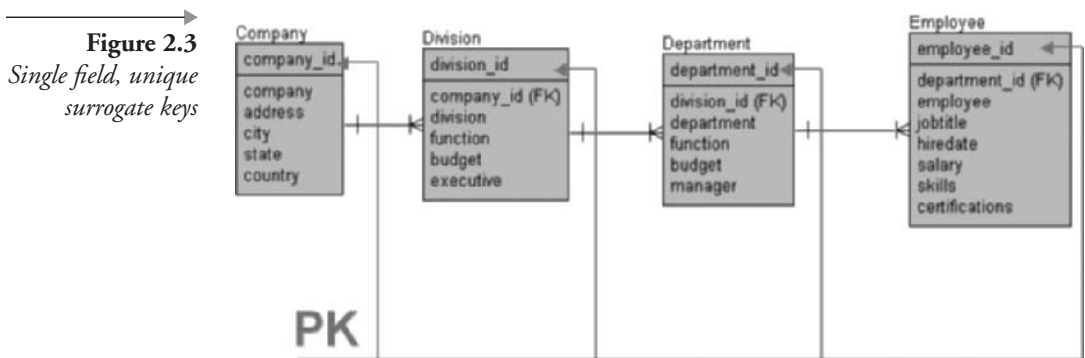 Figure 2.3
Single field, unique
surrogate keys
Company
company_id
company
address
city
state
country
Division
division_id
company_id (FK)
division
function
budget
executive
Department
department_id
division_id (FK)
department
function
budget
manager
Employee
employee_id
department_id (FK)
employee
jobtitle
hiredate
salary
skills
certifications
PK